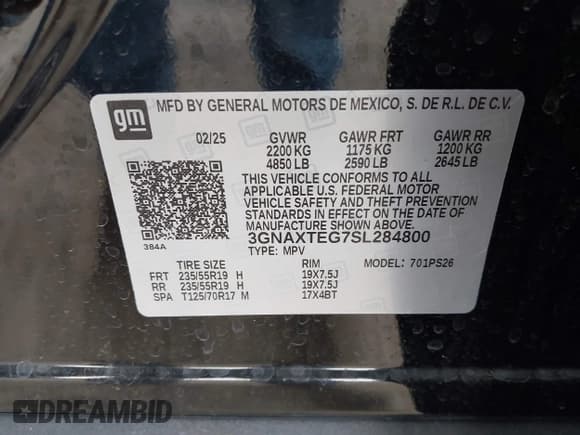 gm
MFD BY GENERAL MOTORS DE MEXICO, S. DE R.L. DE C.V.
02/25 GVWR GAWR FRT GAWR RR
2200 KG 1175 KG 1200 KG
4850 LB 2590 LB 2645 LB
THIS VEHICLE CONFORMS TO ALL
APPLICABLE U.S. FEDERAL MOTOR
VEHICLE SAFETY AND THEFT PREVENTION
STANDARDS IN EFFECT ON THE DATE OF
MANUFACTURE SHOWN ABOVE.
3GNAXTEG7SL284800
TYPE: MPV
384A
TIRE SIZE RIM MODEL: 701PS26
FRT 235/55R19 H 19X7.5J
RR 235/55R19 H 19X7.5J
SPA T125/70R17 M 17X4BT
DREAMBID